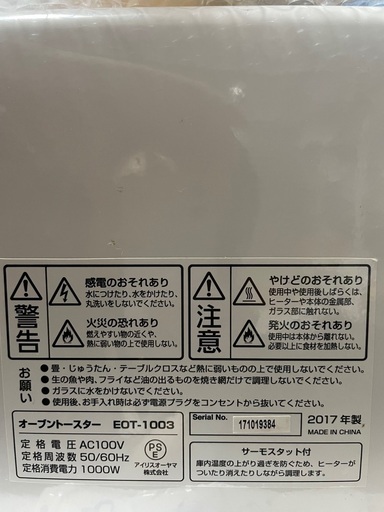 警告
感電のおそれあり
水につけたり、水をかけたり、
丸洗いをしないでください。
火災の恐れあり
燃えやすい物の近くや、
熱に弱い物の上で使用しない。
注意
やけどのおそれあり
使用中や使用後しばらくは、
ヒーターや本体の金属部、
ガラス部に触れない。
発火のおそれあり
使用中は本体から離れない。
必要以上に食材を加熱しない。
お願い
●畳・じゅうたん・テーブルクロスなど熱に弱いものの上で使用しないでください。
●生の魚や肉、フライなど油の出るものを焼き網だけで調理しないでください。
●ガラスに水をかけないでください。
●使用後、お手入れ時は必ず電源プラグをコンセントから抜いてください。
オーブントースター EOT-1003
定格電圧 AC100V
定格周波数 50/60Hz
定格消費電力 1000W
PS
E
アイリスオーヤマ
株式会社
Serial No.
171019384
2017年製
MADE IN CHINA
サーモスタット付
庫内温度の上がり過ぎを防ぐため、ヒーターが
ついたり消えたりしながら調理します。